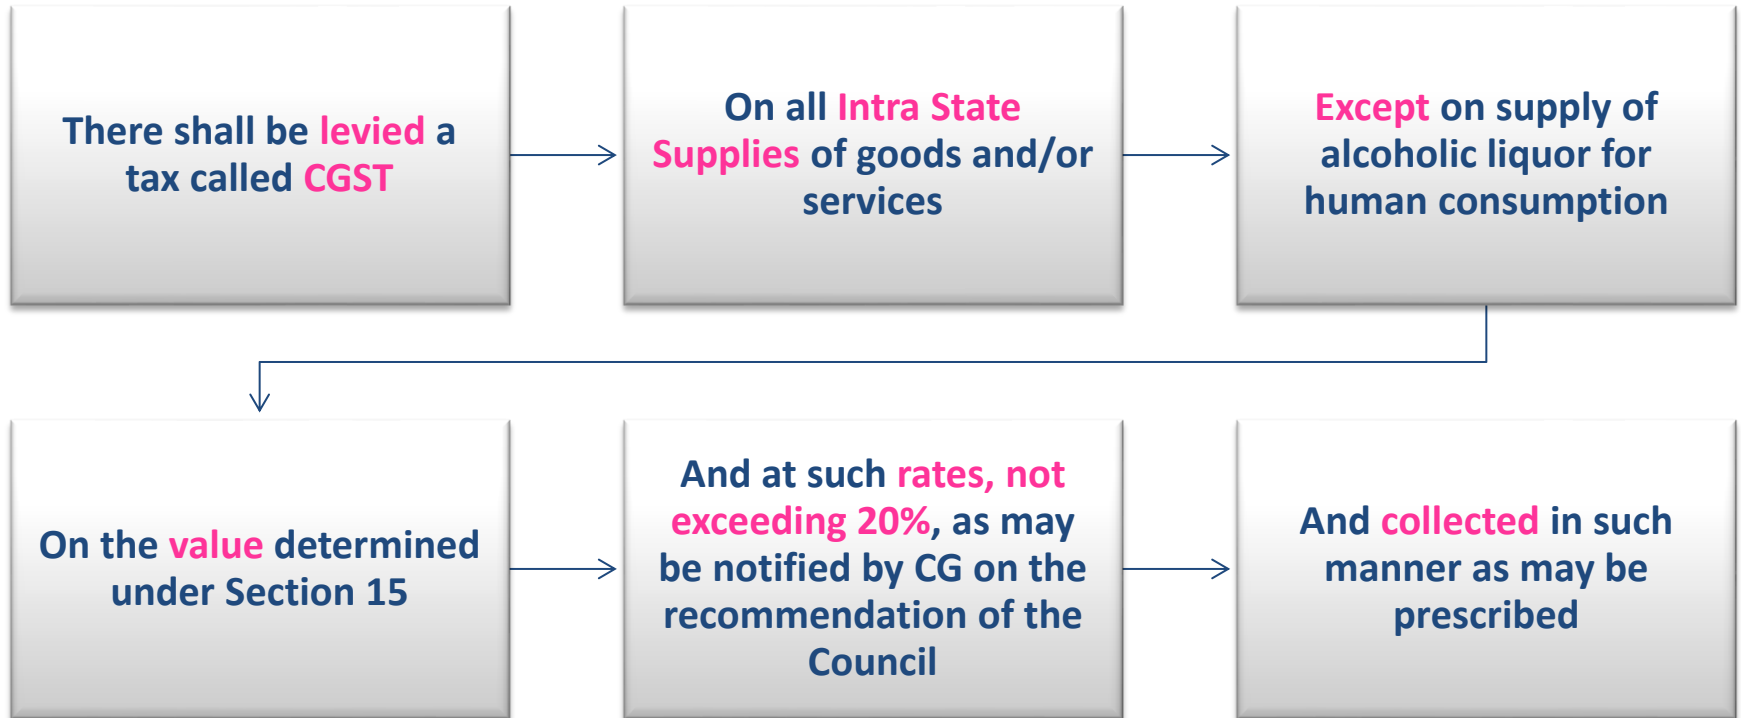 There shall be levied a
tax called CGST
On all Intra State
Supplies of goods and/or
services
Except on supply of
alcoholic liquor for
human consumption
On the value determined
under Section 15
And at such rates, not
exceeding 20%, as may
be notified by CG on the
recommendation of the
Council
And collected in such
manner as may be
prescribed